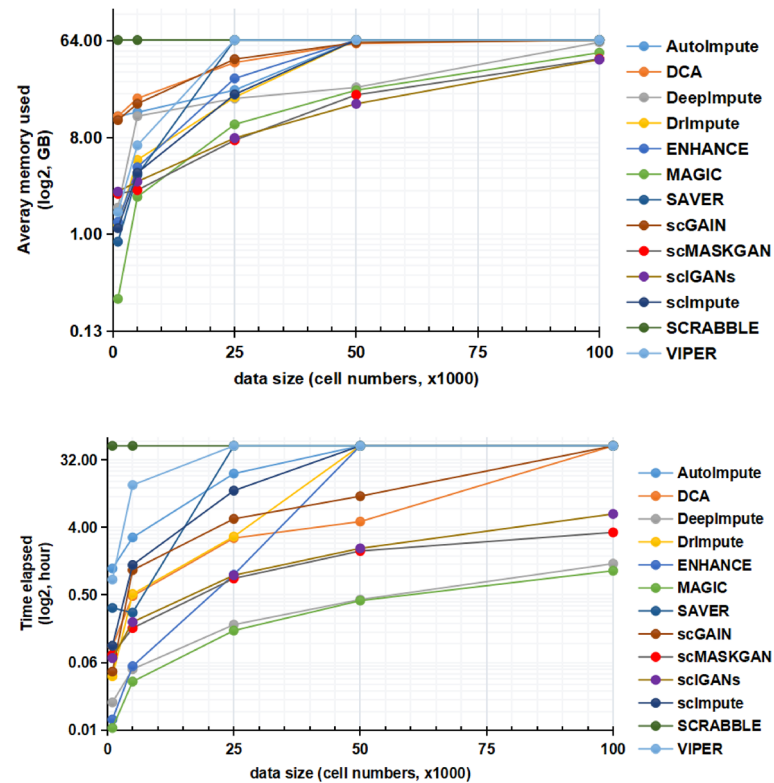 Averay memory used
(log2, GB)
64.00
8.00
1.00
0.13
0
25
50
75
100
data size (cell numbers, x1000)
AutoImpute
DCA
DeepImpute
DrImpute
ENHANCE
MAGIC
SAVER
scGAIN
scMASKGAN
scIGANs
scImpute
SCRABBLE
VIPER
Time elapsed
(log2, hour)
32.00
4.00
0.50
0.06
0.01
0
25
50
75
100
data size (cell numbers, x1000)
AutoImpute
DCA
DeepImpute
DrImpute
ENHANCE
MAGIC
SAVER
scGAIN
scMASKGAN
scIGANs
scImpute
SCRABBLE
VIPER